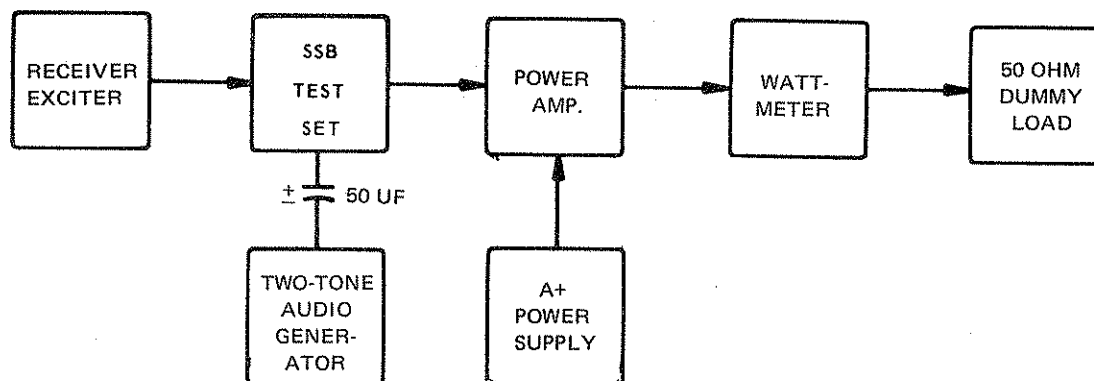 RECEIVER
EXCITER
SSB
TEST
SET
POWER
AMP.
WATT-
METER
50 OHM
DUMMY
LOAD
± 50 UF
TWO-TONE
AUDIO
GENER-
ATOR
A+
POWER
SUPPLY